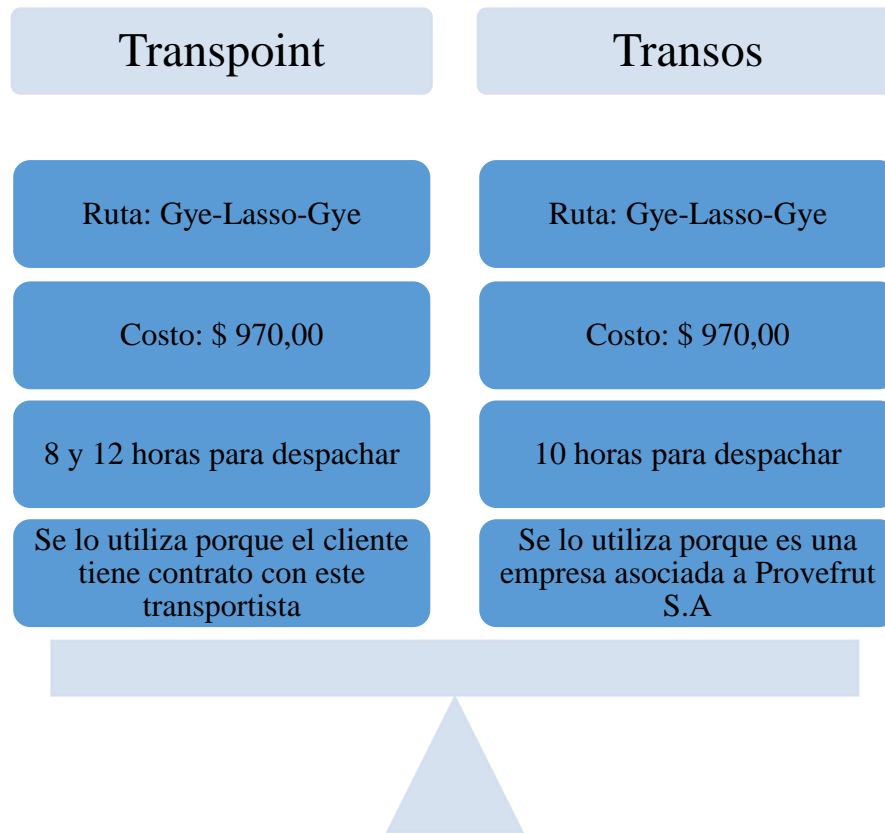 Transpoint
Transos
Ruta: Gye-Lasso-Gye
Ruta: Gye-Lasso-Gye
Costo: $ 970,00
Costo: $ 970,00
8 y 12 horas para despachar
10 horas para despachar
Se lo utiliza porque el cliente
tiene contrato con este
transportista
Se lo utiliza porque es una
empresa asociada a Provefrut
S.A